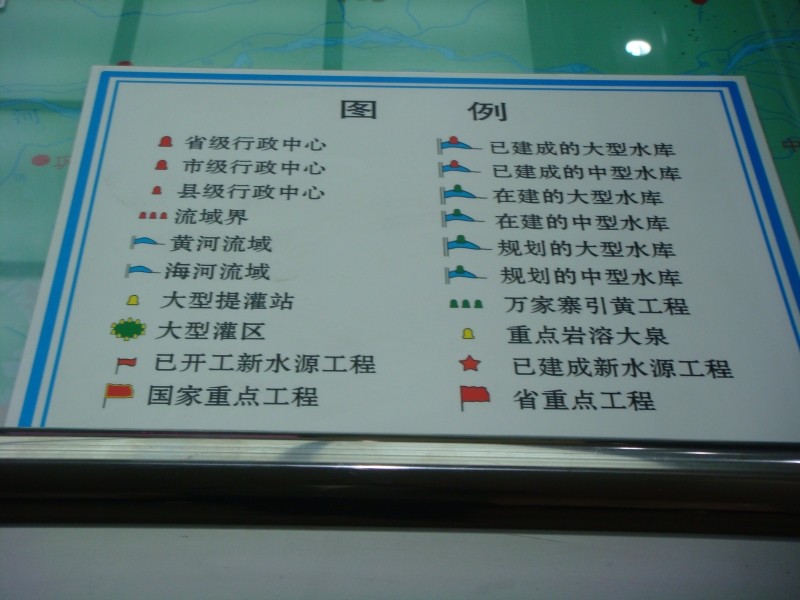 图 例
省级行政中心
市级行政中心
县级行政中心
流域界
黄河流域
海河流域
大型提灌站
大型灌区
已开工新水源工程
国家重点工程
已建成的大型水库
已建成的中型水库
在建的大型水库
在建的中型水库
规划的大型水库
规划的中型水库
万家寨引黄工程
重点岩溶大泉
已建成新水源工程
省重点工程